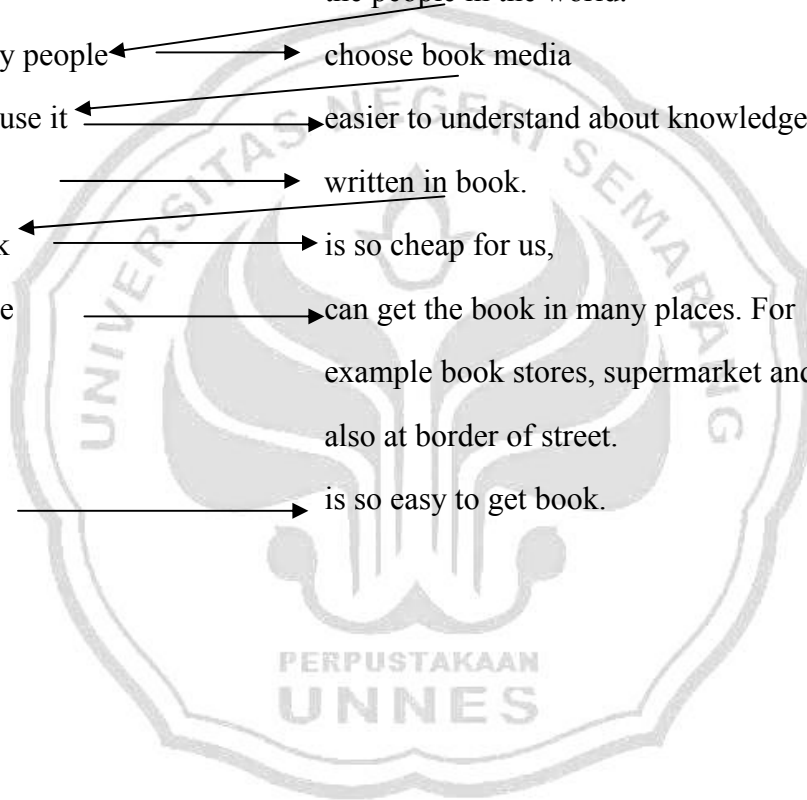 the people in the world.
y people choose book media
use it easier to understand about knowledge
written in book.
k is so cheap for us,
e can get the book in many places. For
example book stores, supermarket and
also at border of street.
is so easy to get book.
UNIVERSITAS NEGERI SEMARANG
PERPUSTAKAAN
UNNES